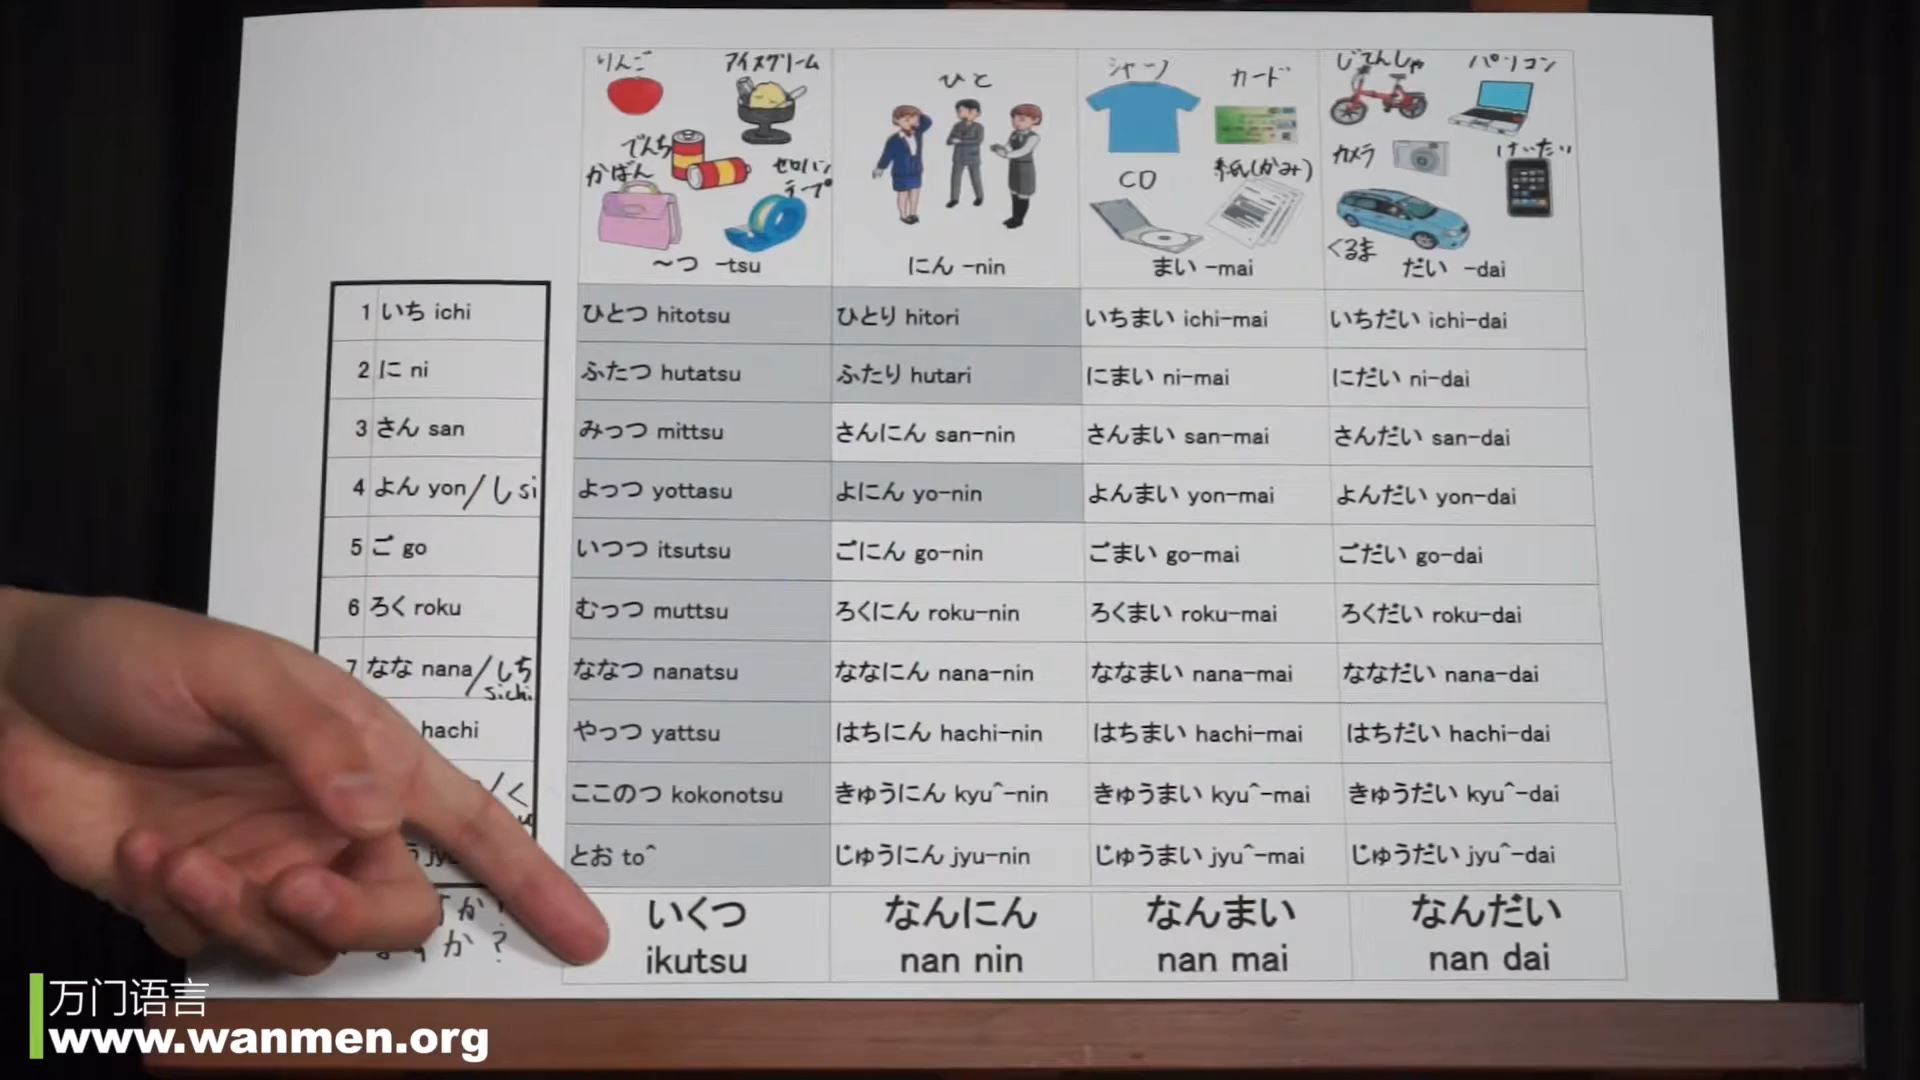 りんご アイスクリーム
でんち
かばん
セロハン
テープ
～つ -tsu
ひと
にん -nin
シャツ カード
CD 紙(かみ)
まい -mai
じてんしゃ パソコン
カメラ けいたい
くるま
だい -dai
1 いち ichi ひとつ hitotsu ひとり hitori いちまい ichi-mai いちだい ichi-dai
2 に ni ふたつ hutatsu ふたり hutari にまい ni-mai にだい ni-dai
3 さん san みっつ mittsu さんにん san-nin さんまい san-mai さんだい san-dai
4 よん yon/し si よっつ yottasu よにん yo-nin よんまい yon-mai よんだい yon-dai
5 ご go いつつ itsutsu ごにん go-nin ごまい go-mai ごだい go-dai
6 ろく roku むっつ muttsu ろくにん roku-nin ろくまい roku-mai ろくだい roku-dai
7 なな nana/しち sichi ななつ nanatsu ななにん nana-nin ななまい nana-mai ななだい nana-dai
hachi やっつ yattsu はちにん hachi-nin はちまい hachi-mai はちだい hachi-dai
/く ここのつ kokonotsu きゅうにん kyu^-nin きゅうまい kyu^-mai きゅうだい kyu^-dai
とお to^ じゅうにん jyu-nin じゅうまい jyu^-mai じゅうだい jyu^-dai
か?
いくつ なんにん なんまい なんだい
ikutsu nan nin nan mai nan dai
万门语言
www.wanmen.org